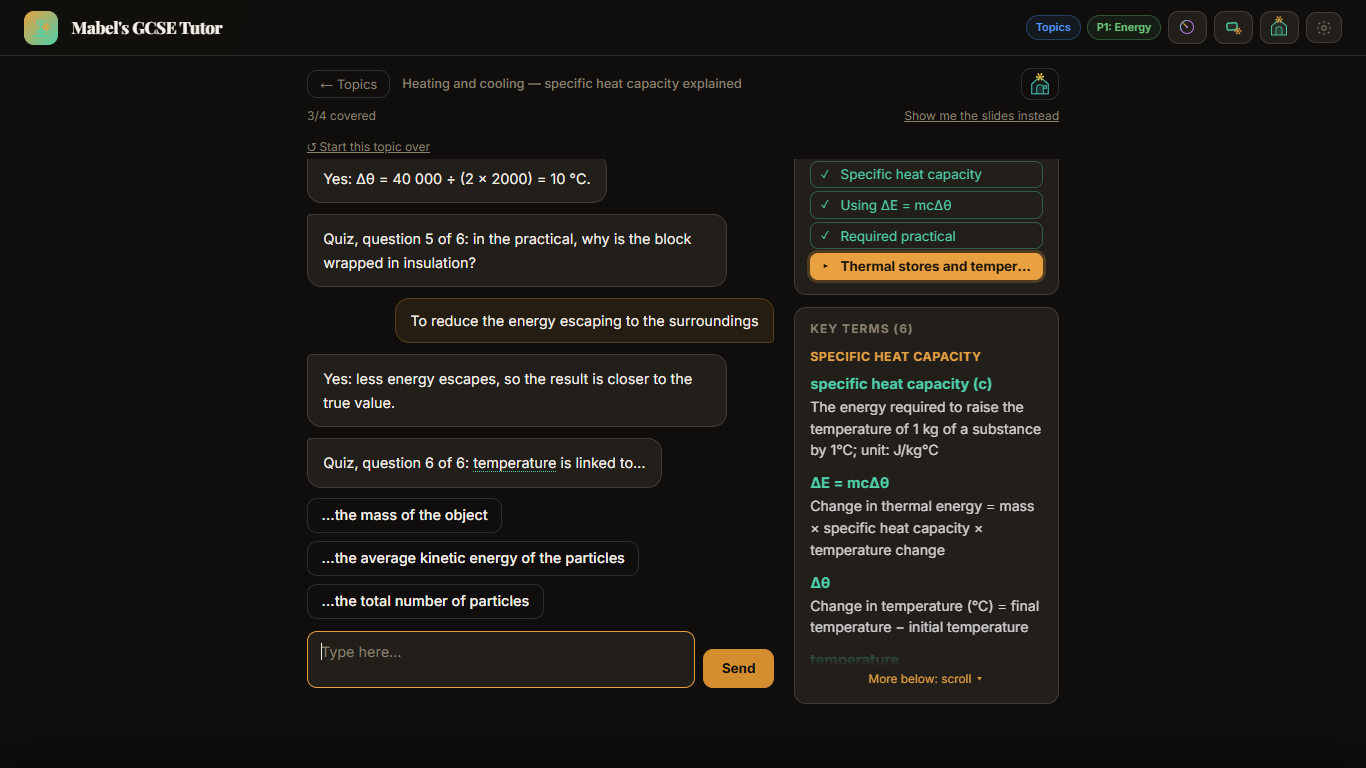 Mabel's GCSE Tutor
Topics
P1: Energy
← Topics
Heating and cooling — specific heat capacity explained
3/4 covered
Show me the slides instead
↺ Start this topic over
Yes: Δθ = 40 000 ÷ (2 × 2000) = 10 °C.
Quiz, question 5 of 6: in the practical, why is the block
wrapped in insulation?
To reduce the energy escaping to the surroundings
Yes: less energy escapes, so the result is closer to the
true value.
Quiz, question 6 of 6: temperature is linked to...
...the mass of the object
...the average kinetic energy of the particles
...the total number of particles
Type here...
Send
✓ Specific heat capacity
✓ Using ΔE = mcΔθ
✓ Required practical
▸ Thermal stores and temper...
KEY TERMS (6)
SPECIFIC HEAT CAPACITY
specific heat capacity (c)
The energy required to raise the
temperature of 1 kg of a substance
by 1°C; unit: J/kg°C
ΔE = mcΔθ
Change in thermal energy = mass
× specific heat capacity ×
temperature change
Δθ
Change in temperature (°C) = final
temperature − initial temperature
temperature
More below: scroll ▾